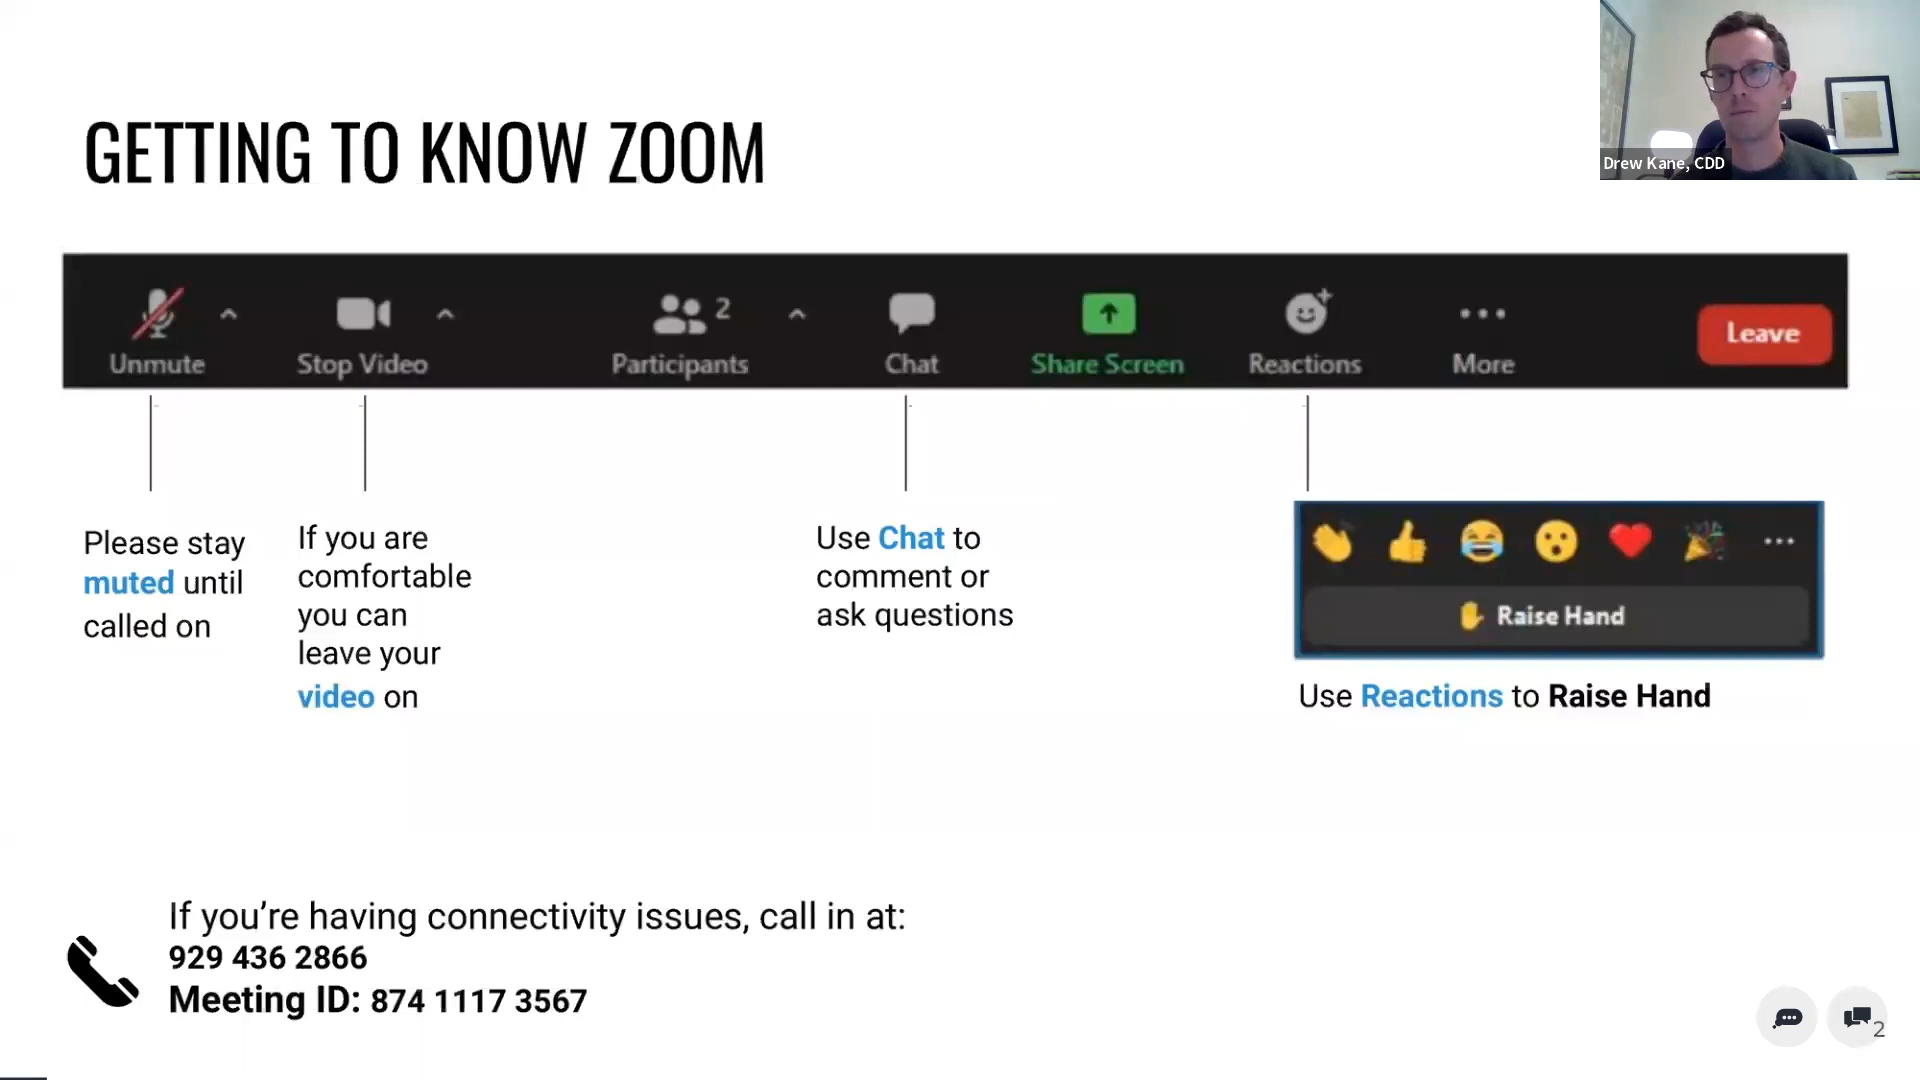 Drew Kane, CDD
GETTING TO KNOW ZOOM
Unmute
Stop Video
2
Participants
Chat
Share Screen
Reactions
More
Leave
Please stay
muted until
called on
If you are
comfortable
you can
leave your
video on
Use Chat to
comment or
ask questions
Raise Hand
Use Reactions to Raise Hand
If you’re having connectivity issues, call in at:
929 436 2866
Meeting ID: 874 1117 3567
2